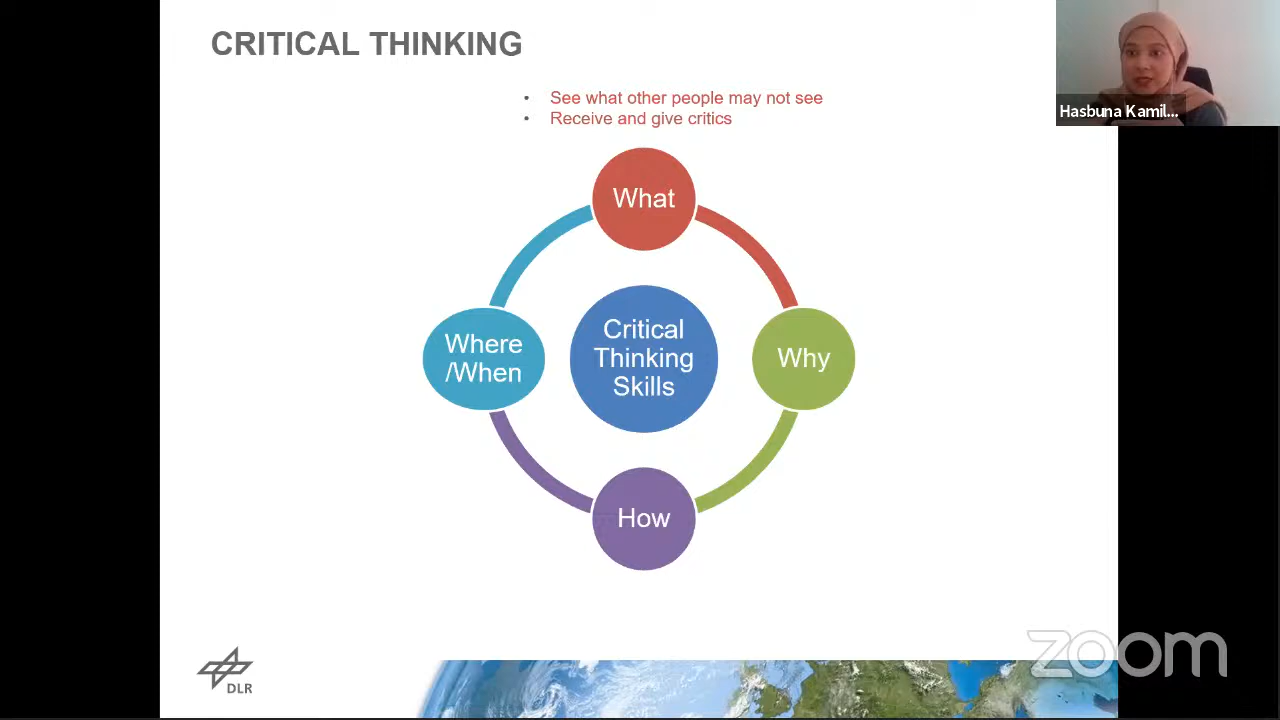 CRITICAL THINKING
• See what other people may not see
• Receive and give critics
Hasbuna Kamil...
What
Where
/When
Critical
Thinking
Skills
Why
How
DLR
zoom